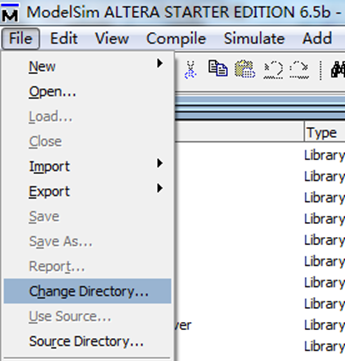 ModelSim ALTERA STARTER EDITION 6.5b -
File Edit View Compile Simulate Add
New
Open...
Load...
Close
Import
Export
Save
Save As...
Report...
Change Directory...
Use Source...
Source Directory...
Type
Library
Library
Library
Library
Library
Library
Library
Library
Library
ver Library
Library